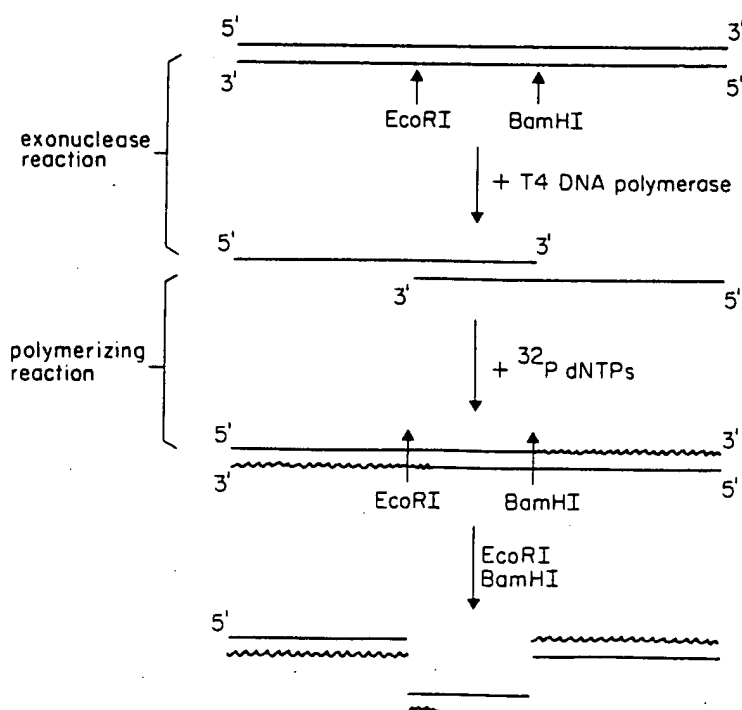 5' 3'
3' 5'
EcoRI BamHI
exonuclease
reaction
+ T4 DNA polymerase
5' 3'
3' 5'
polymerizing
reaction
+ 32P dNTPs
5' 3'
3' 5'
EcoRI BamHI
EcoRI
BamHI
5'